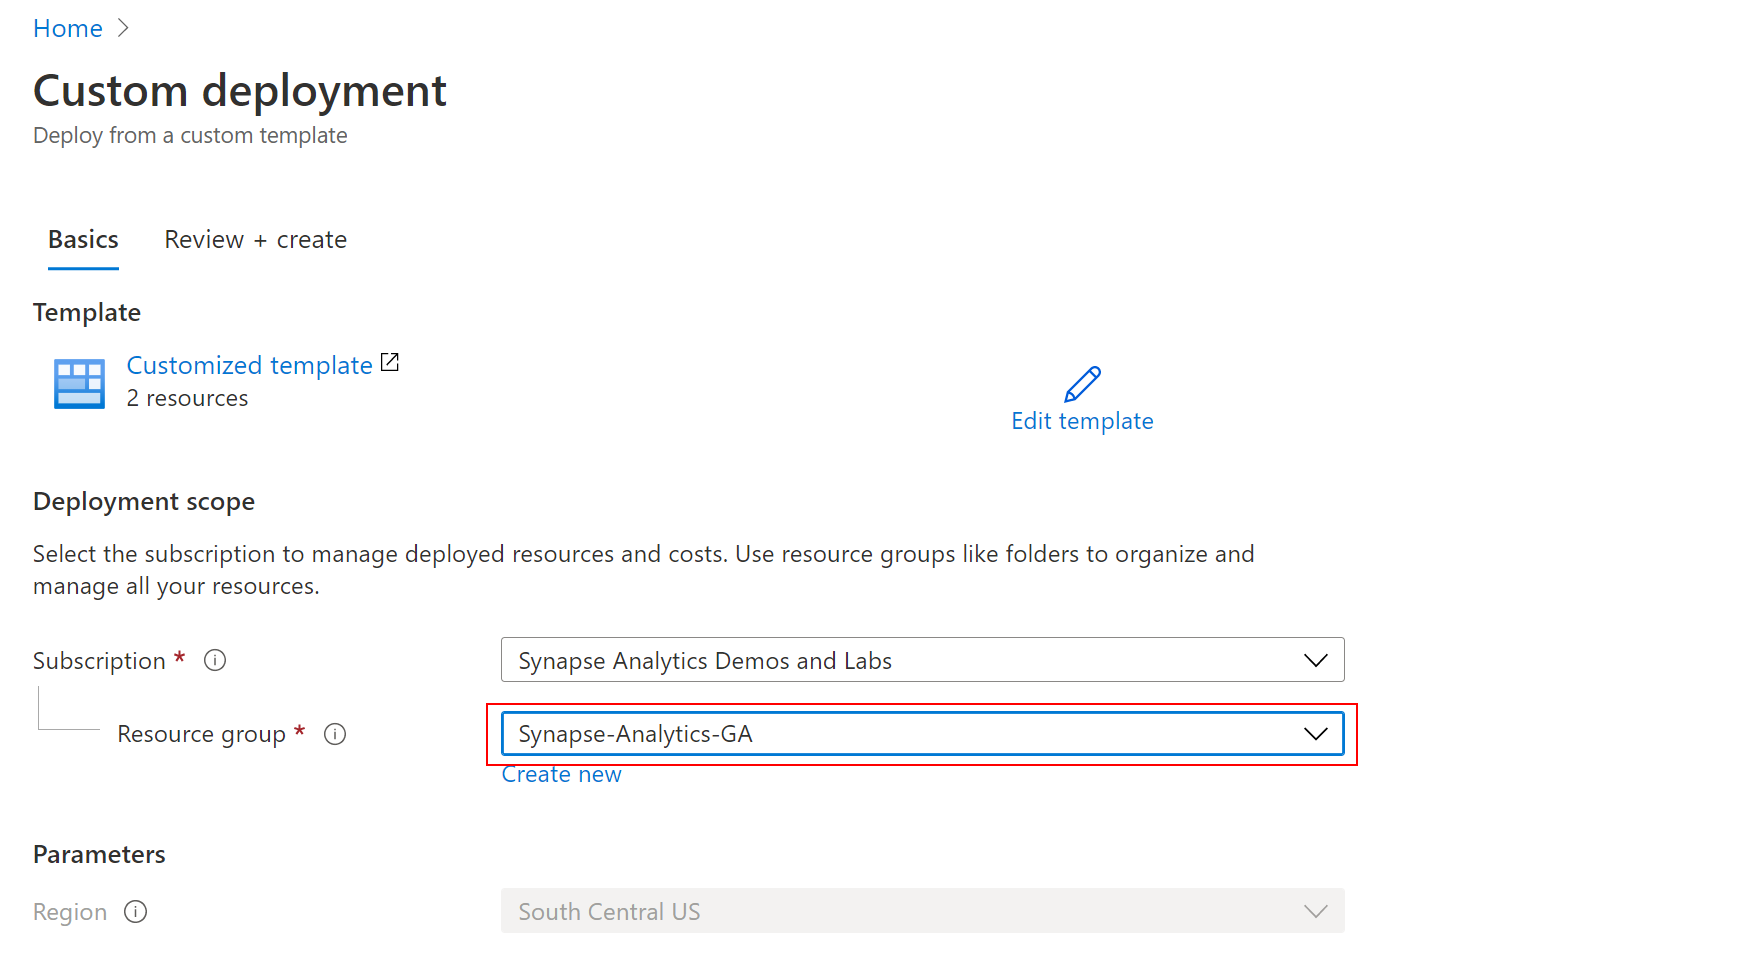 Home
Custom deployment
Deploy from a custom template
Basics Review + create
Template
Customized template
2 resources
Edit template
Deployment scope
Select the subscription to manage deployed resources and costs. Use resource groups like folders to organize and
manage all your resources.
Subscription * Synapse Analytics Demos and Labs
Resource group * Synapse-Analytics-GA
Create new
Parameters
Region South Central US